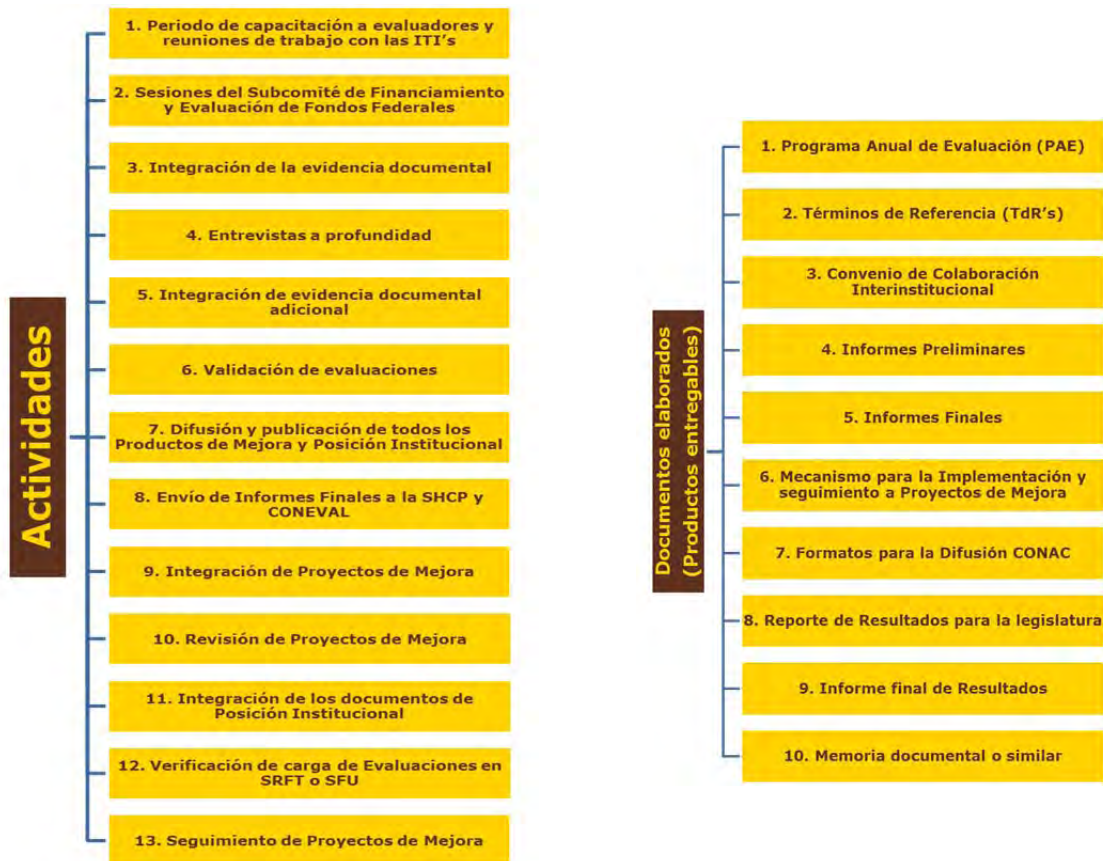 Actividades
1. Periodo de capacitación a evaluadores y
reuniones de trabajo con las ITI’s
2. Sesiones del Subcomité de Financiamiento
y Evaluación de Fondos Federales
3. Integración de la evidencia documental
4. Entrevistas a profundidad
5. Integración de evidencia documental
adicional
6. Validación de evaluaciones
7. Difusión y publicación de todos los
Productos de Mejora y Posición Institucional
8. Envío de Informes Finales a la SHCP y
CONEVAL
9. Integración de Proyectos de Mejora
10. Revisión de Proyectos de Mejora
11. Integración de los documentos de
Posición Institucional
12. Verificación de carga de Evaluaciones en
SRFT o SFU
13. Seguimiento de Proyectos de Mejora
Documentos elaborados
(Productos entregables)
1. Programa Anual de Evaluación (PAE)
2. Términos de Referencia (TdR’s)
3. Convenio de Colaboración
Interinstitucional
4. Informes Preliminares
5. Informes Finales
6. Mecanismo para la Implementación y
seguimiento a Proyectos de Mejora
7. Formatos para la Difusión CONAC
8. Reporte de Resultados para la legislatura
9. Informe final de Resultados
10. Memoria documental o similar